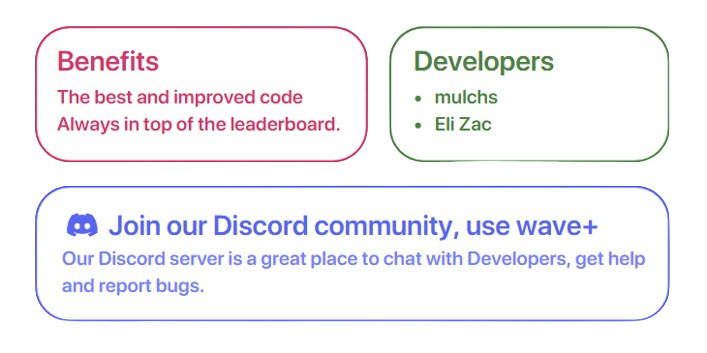 Benefits
The best and improved code
Always in top of the leaderboard.
Developers
• mulchs
• Eli Zac
Join our Discord community, use wave+
Our Discord server is a great place to chat with Developers, get help
and report bugs.